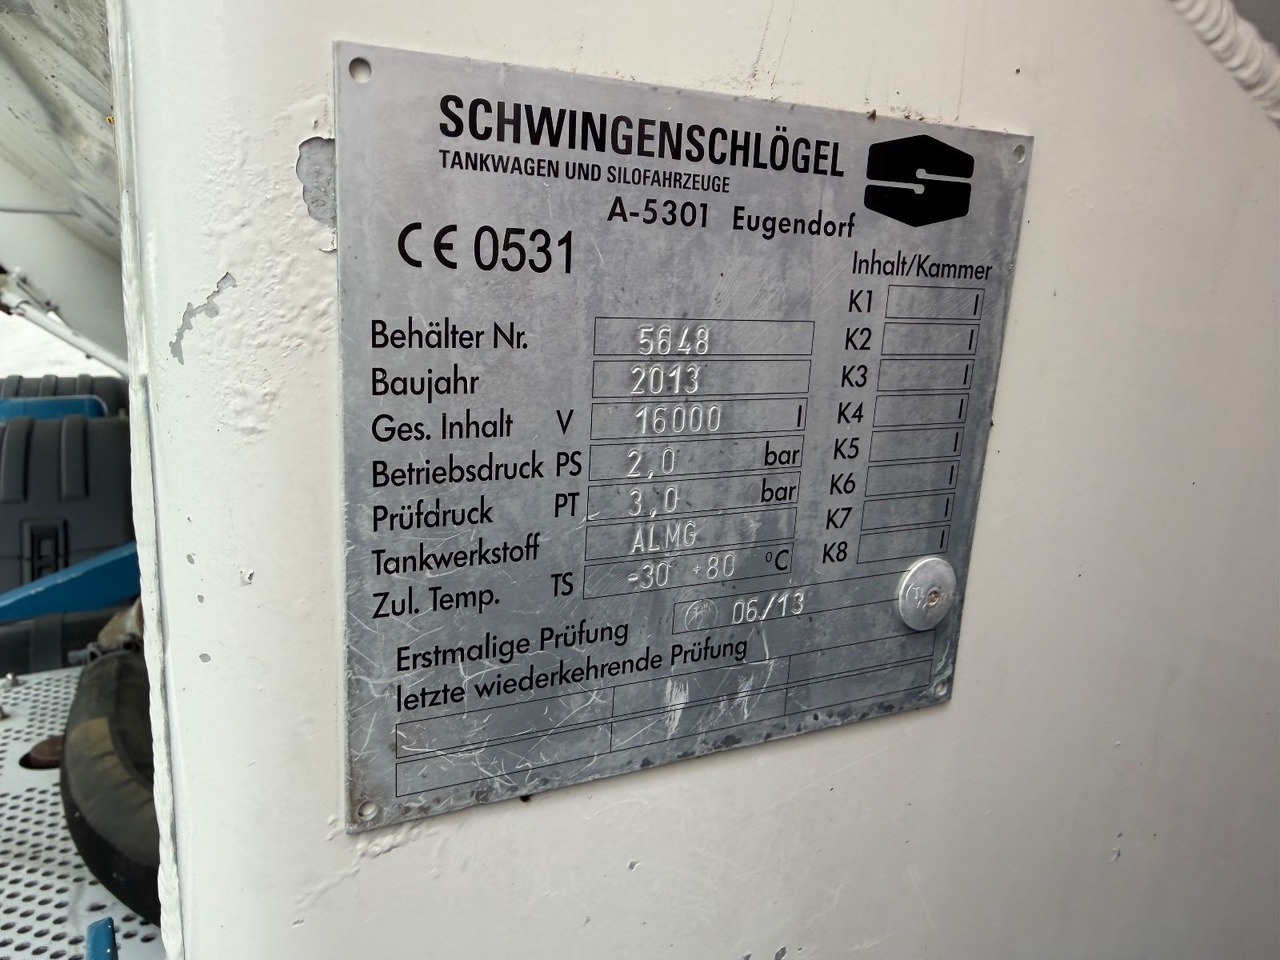 SCHWINGENSCHLÖGEL
TANKWAGEN UND SILOFAHRZEUGE
A-5301 Eugendorf
CE 0531
Inhalt/Kammer
K1 l
K2 l
K3 l
K4 l
K5 l
K6 l
K7 l
K8 l
Behälter Nr. 5848
Baujahr 2013
Ges. Inhalt V 16000 l
Betriebsdruck PS 2,0 bar
Prüfdruck PT 3,0 bar
Tankwerkstoff ALMG
Zul. Temp. TS -30 +80 °C
Erstmalige Prüfung 06/13
letzte wiederkehrende Prüfung